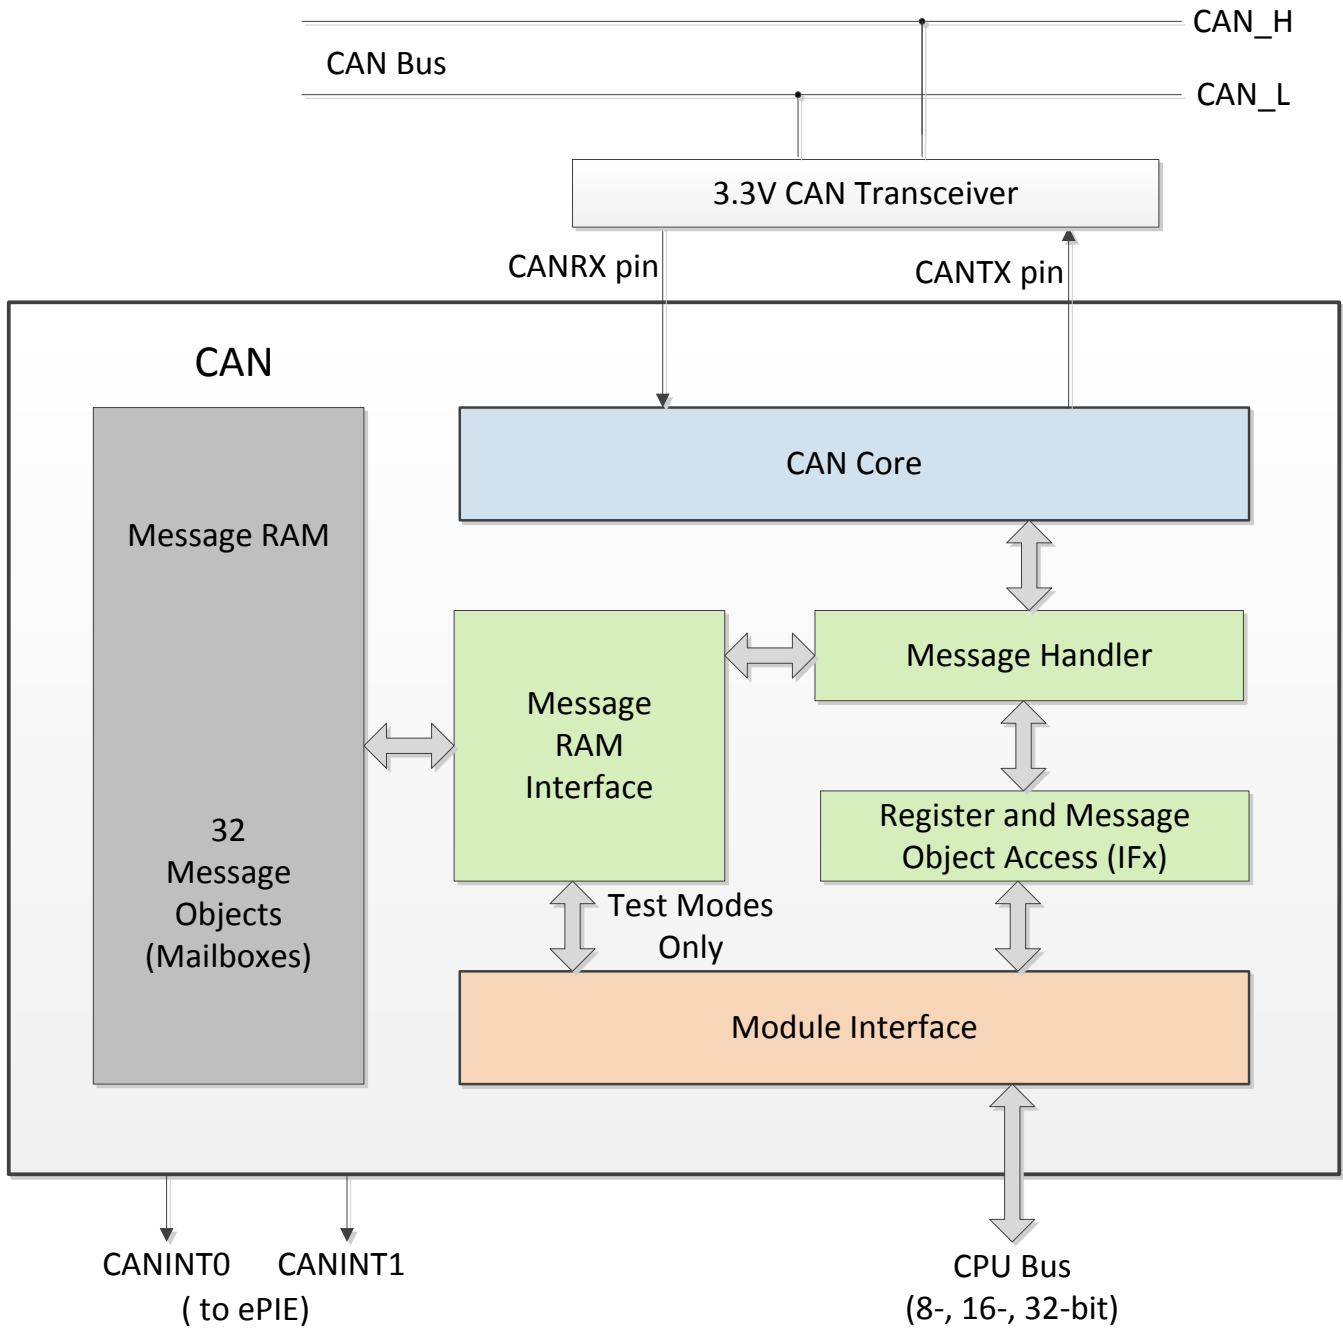 CAN_H
CAN Bus
CAN_L
3.3V CAN Transceiver
CANRX pin
CANTX pin
CAN
CAN Core
Message RAM
Message Handler
Message
RAM
Interface
Register and Message
Object Access (IFx)
32
Message
Objects
(Mailboxes)
Test Modes
Only
Module Interface
CANINT0
CANINT1
( to ePIE)
CPU Bus
(8-, 16-, 32-bit)